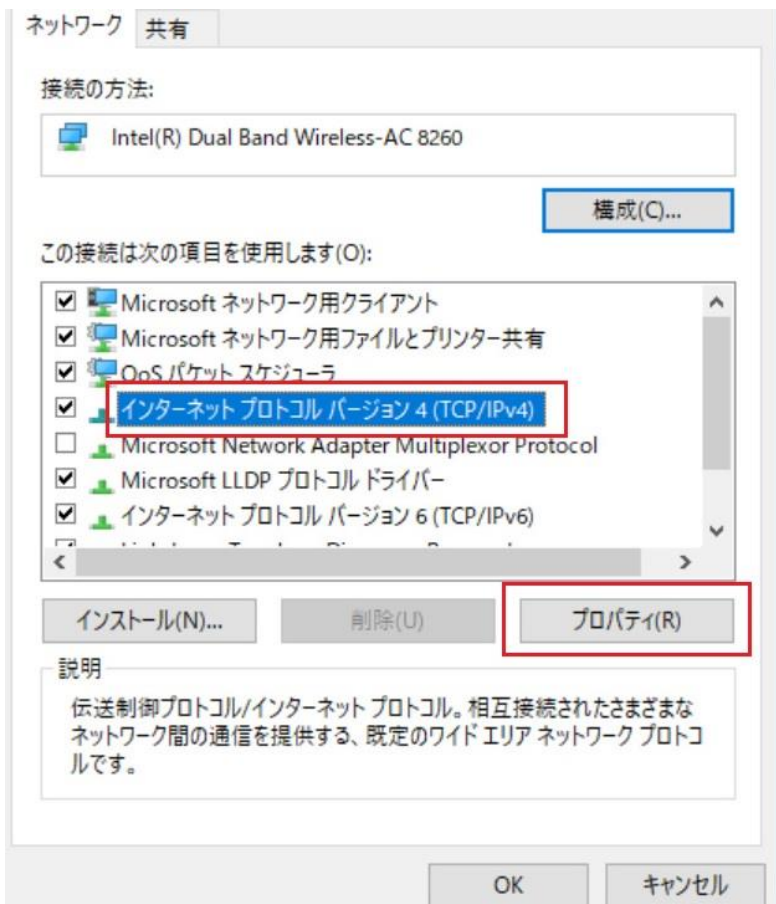 ネットワーク 共有
接続の方法:
Intel(R) Dual Band Wireless-AC 8260
構成(C)...
この接続は次の項目を使用します(O):
Microsoft ネットワーク用クライアント
Microsoft ネットワーク用ファイルとプリンター共有
QoS パケット スケジューラ
インターネット プロトコル バージョン 4 (TCP/IPv4)
Microsoft Network Adapter Multiplexor Protocol
Microsoft LLDP プロトコル ドライバー
インターネット プロトコル バージョン 6 (TCP/IPv6)
インストール(N)... 削除(U) プロパティ(R)
説明
伝送制御プロトコル/インターネット プロトコル。相互接続されたさまざまな
ネットワーク間の通信を提供する、既定のワイド エリア ネットワーク プロトコ
ルです。
OK キャンセル